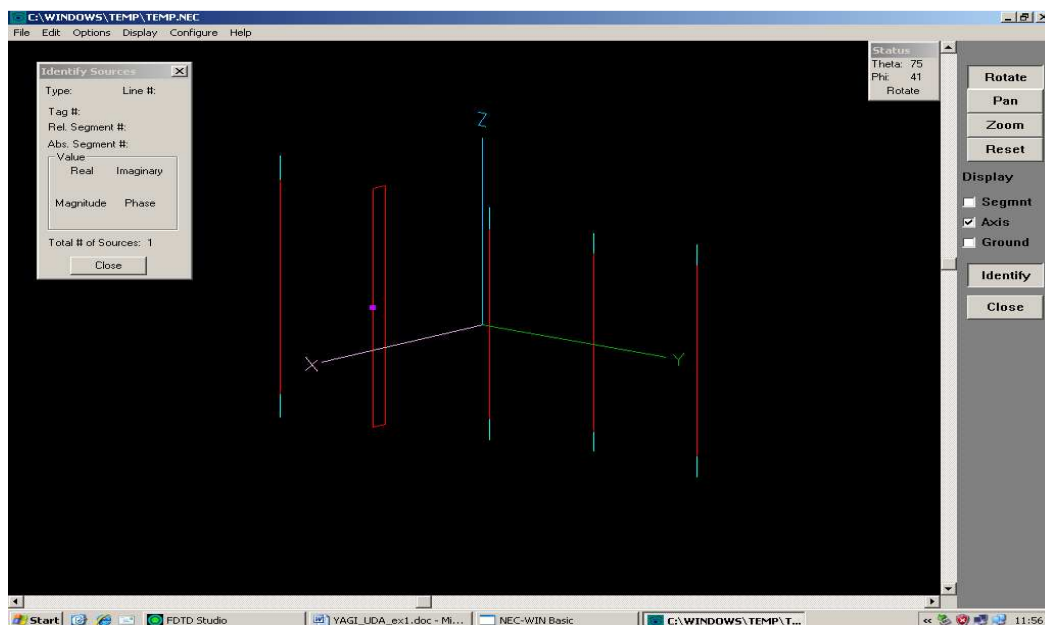 C:\WINDOWS\TEMP\TEMP.NEC
File Edit Options Display Configure Help
Identify Sources
Type: Line #:
Tag #:
Rel. Segment #:
Abs. Segment #:
Value
Real Imaginary
Magnitude Phase
Total # of Sources: 1
Close
Z
X
Y
Status
Theta: 75
Phi: 41
Rotate
Rotate
Pan
Zoom
Reset
Display
Segmnt
Axis
Ground
Identify
Close
Start FDTD Studio YAGI_UDA_ex1.doc - Mi... NEC-WIN Basic C:\WINDOWS\TEMP\T... « 11:56